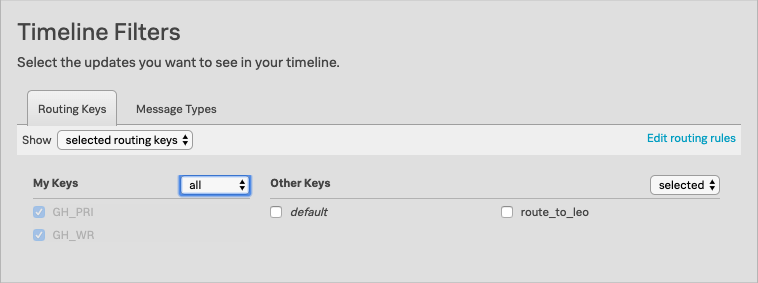 Timeline Filters
Select the updates you want to see in your timeline.
Routing Keys Message Types
Show selected routing keys Edit routing rules
My Keys all Other Keys selected
GH_PRI default route_to_leo
GH_WR